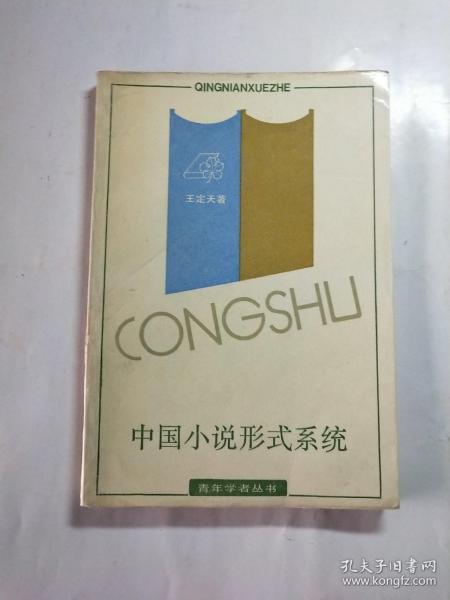 QINGNIANXUEZHE
王定天著
CONGSHU
中国小说形式系统
青年学者丛书
孔夫子旧书网
www.kongfz.com